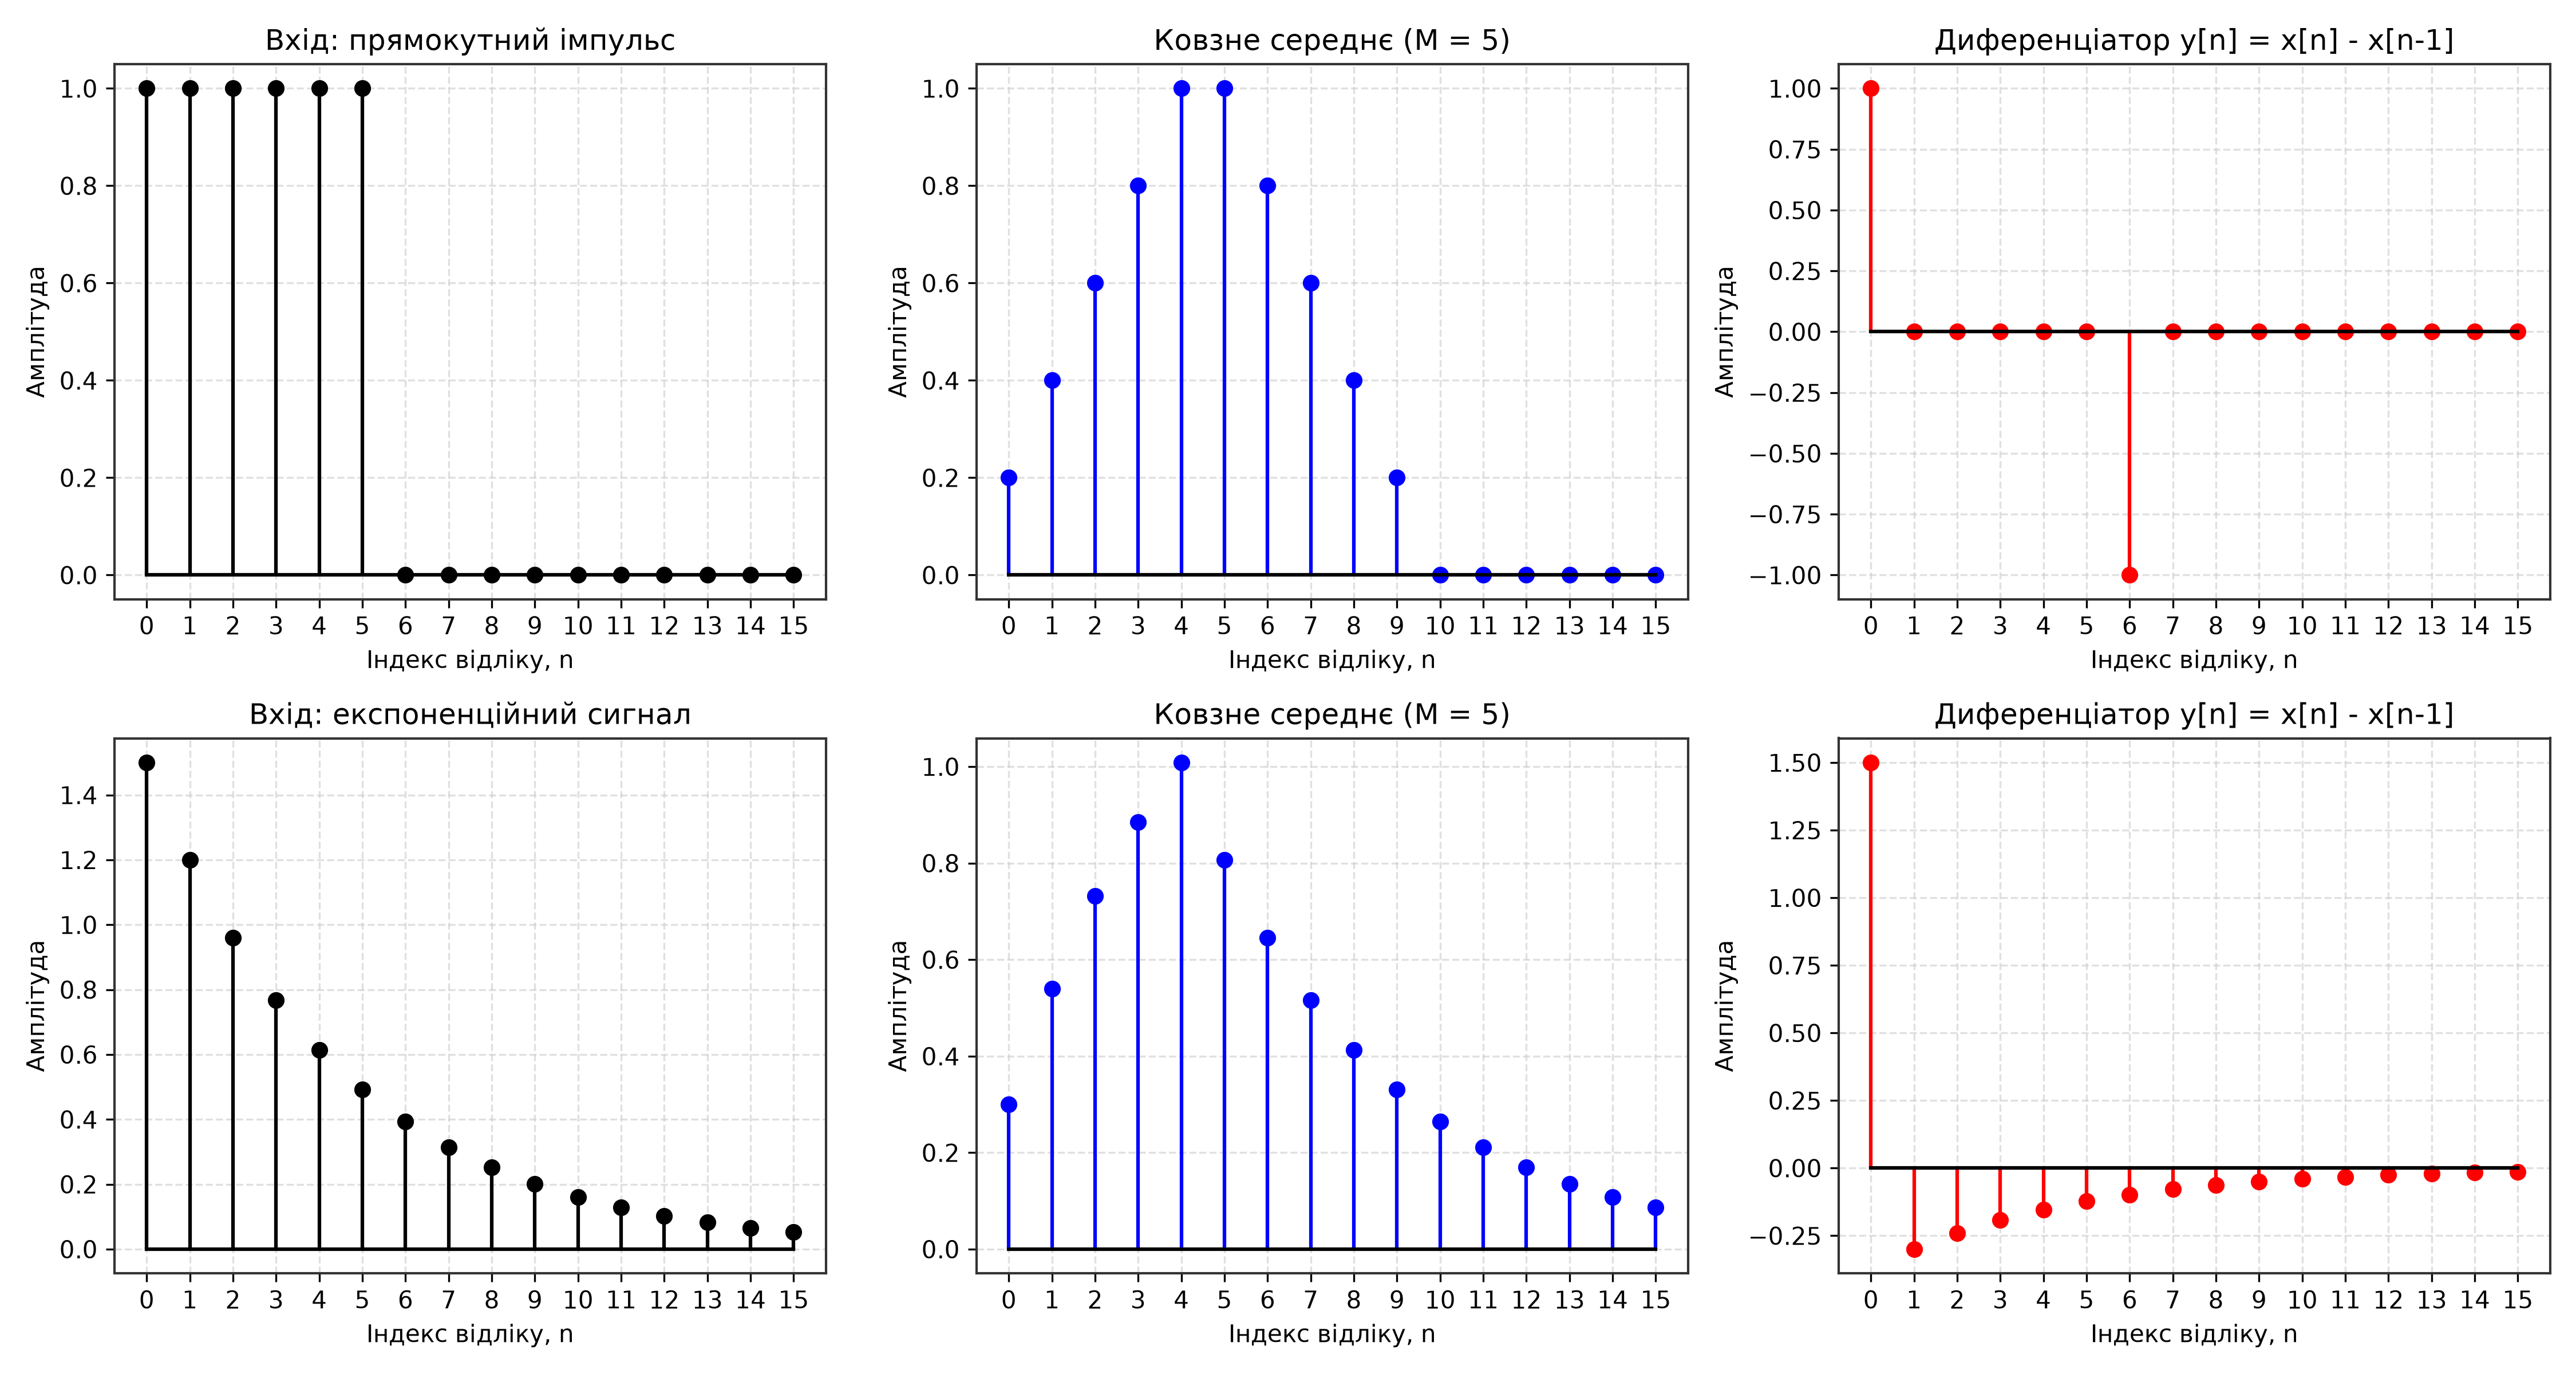 Вхід: прямокутний імпульс
Амплітуда
1.0
0.8
0.6
0.4
0.2
0.0
0 1 2 3 4 5 6 7 8 9 10 11 12 13 14 15
Індекс відліку, n
Ковзне середнє (M = 5)
Амплітуда
1.0
0.8
0.6
0.4
0.2
0.0
0 1 2 3 4 5 6 7 8 9 10 11 12 13 14 15
Індекс відліку, n
Диференціатор y[n] = x[n] - x[n-1]
Амплітуда
1.00
0.75
0.50
0.25
0.00
−0.25
−0.50
−0.75
−1.00
0 1 2 3 4 5 6 7 8 9 10 11 12 13 14 15
Індекс відліку, n
Вхід: експоненційний сигнал
Амплітуда
1.4
1.2
1.0
0.8
0.6
0.4
0.2
0.0
0 1 2 3 4 5 6 7 8 9 10 11 12 13 14 15
Індекс відліку, n
Ковзне середнє (M = 5)
Амплітуда
1.0
0.8
0.6
0.4
0.2
0.0
0 1 2 3 4 5 6 7 8 9 10 11 12 13 14 15
Індекс відліку, n
Диференціатор y[n] = x[n] - x[n-1]
Амплітуда
1.50
1.25
1.00
0.75
0.50
0.25
0.00
−0.25
0 1 2 3 4 5 6 7 8 9 10 11 12 13 14 15
Індекс відліку, n